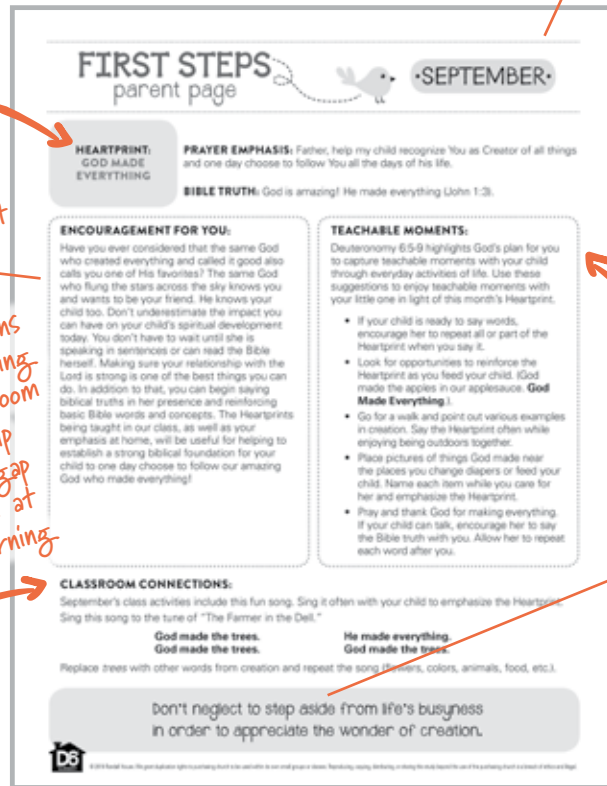 FIRST STEPS
parent page
•SEPTEMBER•
HEARTPRINT:
GOD MADE
EVERYTHING
PRAYER EMPHASIS: Father, help my child recognize You as Creator of all things
and one day choose to follow You all the days of his life.
BIBLE TRUTH: God is amazing! He made everything (John 1:3).
ENCOURAGEMENT FOR YOU:
Have you ever considered that the same God
who created everything and called it good also
calls you one of His favorites? The same God
who flung the stars across the sky knows you
and wants to be your friend. He knows your
child too. Don't underestimate the impact you
can have on your child's spiritual development
today. You don't have to wait until she is
speaking in sentences or can read the Bible
herself. Making sure your relationship with the
Lord is strong is one of the best things you can
do. In addition to that, you can begin saying
biblical truths in her presence and reinforcing
basic Bible words and concepts. The Heartprints
being taught in our class, as well as your
emphasis at home, will be useful for helping to
establish a strong biblical foundation for your
child to one day choose to follow our amazing
God who made everything!
TEACHABLE MOMENTS:
Deuteronomy 6:5-9 highlights God's plan for you
to capture teachable moments with your child
through everyday activities of life. Use these
suggestions to enjoy teachable moments with
your little one in light of this month's Heartprint.
• If your child is ready to say words,
encourage her to repeat all or part of the
Heartprint when you say it.
• Look for opportunities to reinforce the
Heartprint as you feed your child. (God
made the apples in our applesauce. God
Made Everything.).
• Go for a walk and point out various examples
in creation. Say the Heartprint often while
enjoying being outdoors together.
• Place pictures of things God made near
the places you change diapers or feed your
child. Name each item while you care for
her and emphasize the Heartprint.
• Pray and thank God for making everything.
If your child can talk, encourage her to say
the Bible truth with you. Allow her to repeat
each word after you.
CLASSROOM CONNECTIONS:
September's class activities include this fun song. Sing it often with your child to emphasize the Heartprint.
Sing this song to the tune of "The Farmer in the Dell."
God made the trees. He made everything.
God made the trees. God made the trees.
Replace trees with other words from creation and repeat the song (flowers, colors, animals, food, etc.).
Don't neglect to step aside from life's busyness
in order to appreciate the wonder of creation.
D6
gap
at